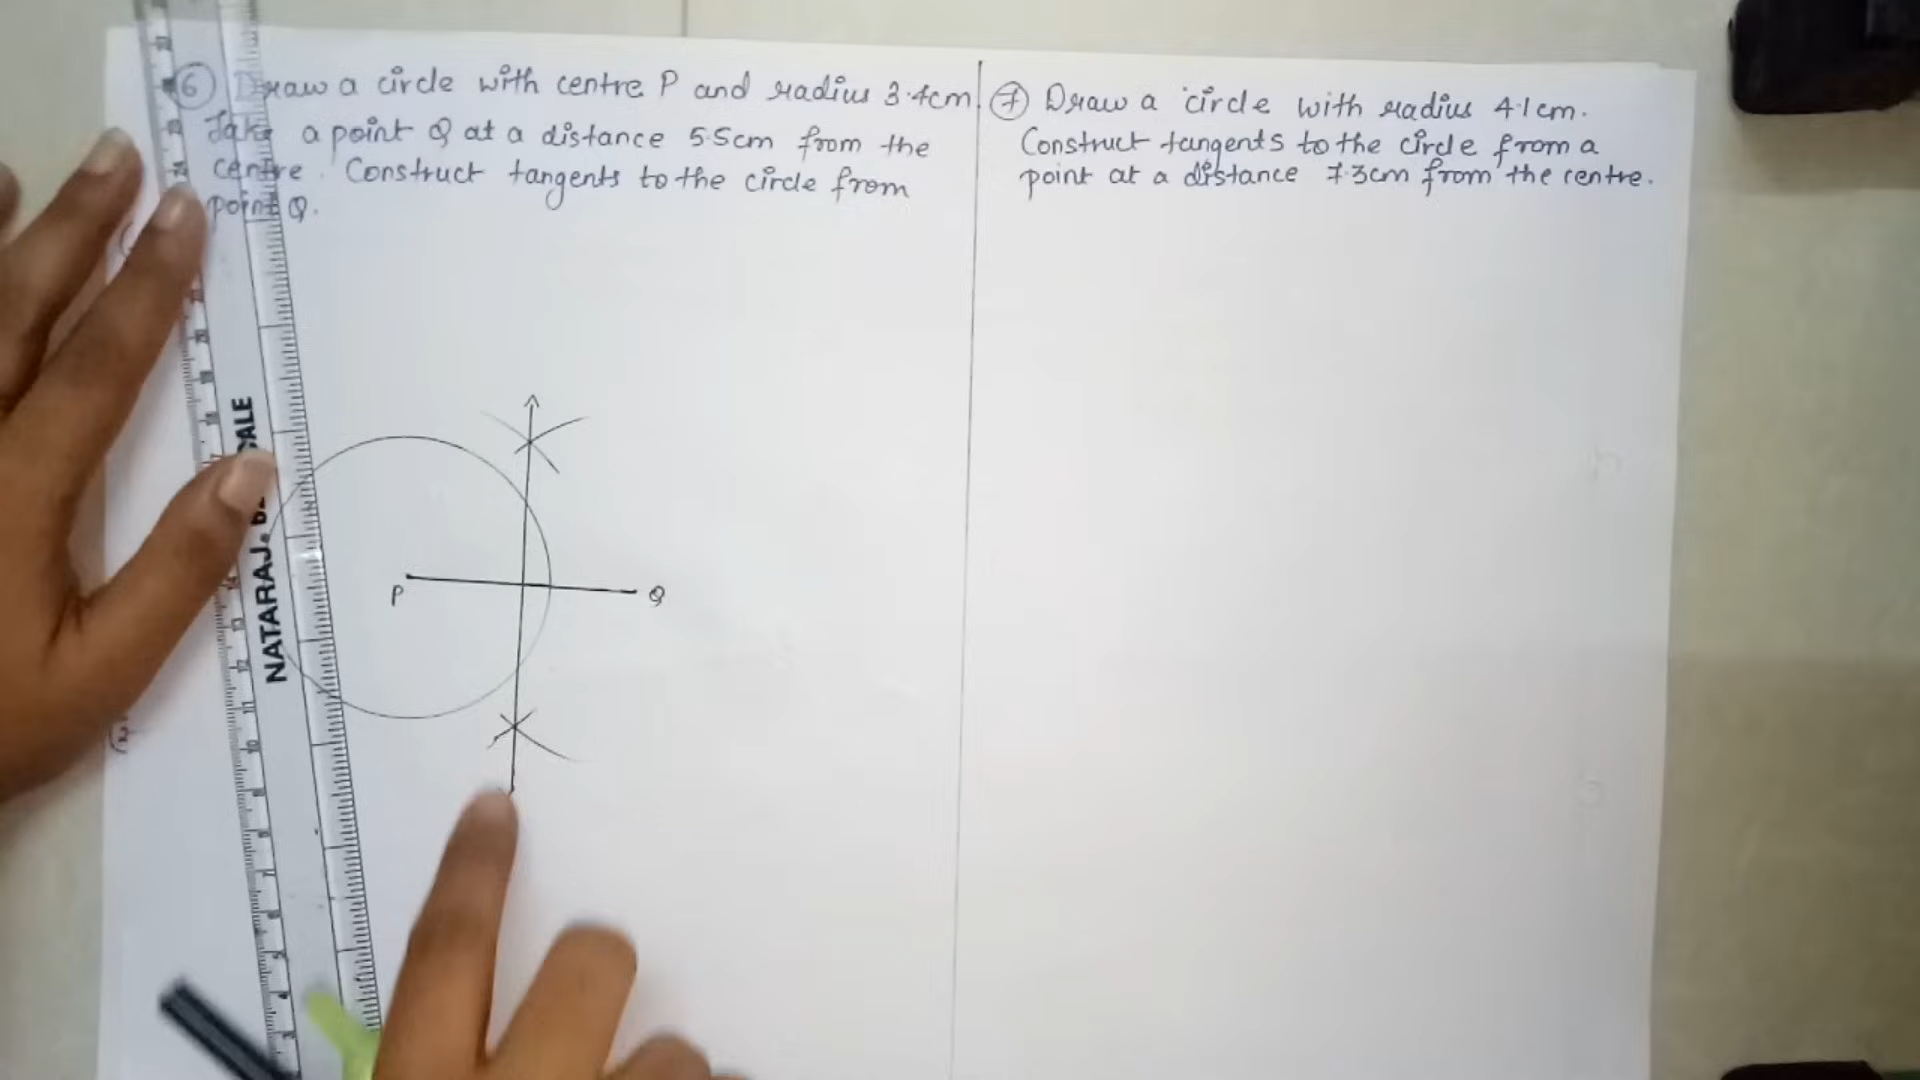 6 Draw a circle with centre P and radius 3.4cm
Take a point Q at a distance 5.5cm from the
centre. Construct tangents to the circle from
point Q.
7 Draw a circle with radius 4.1cm.
Construct tangents to the circle from a
point at a distance 7.3cm from the centre.
P
Q
NATARAJ